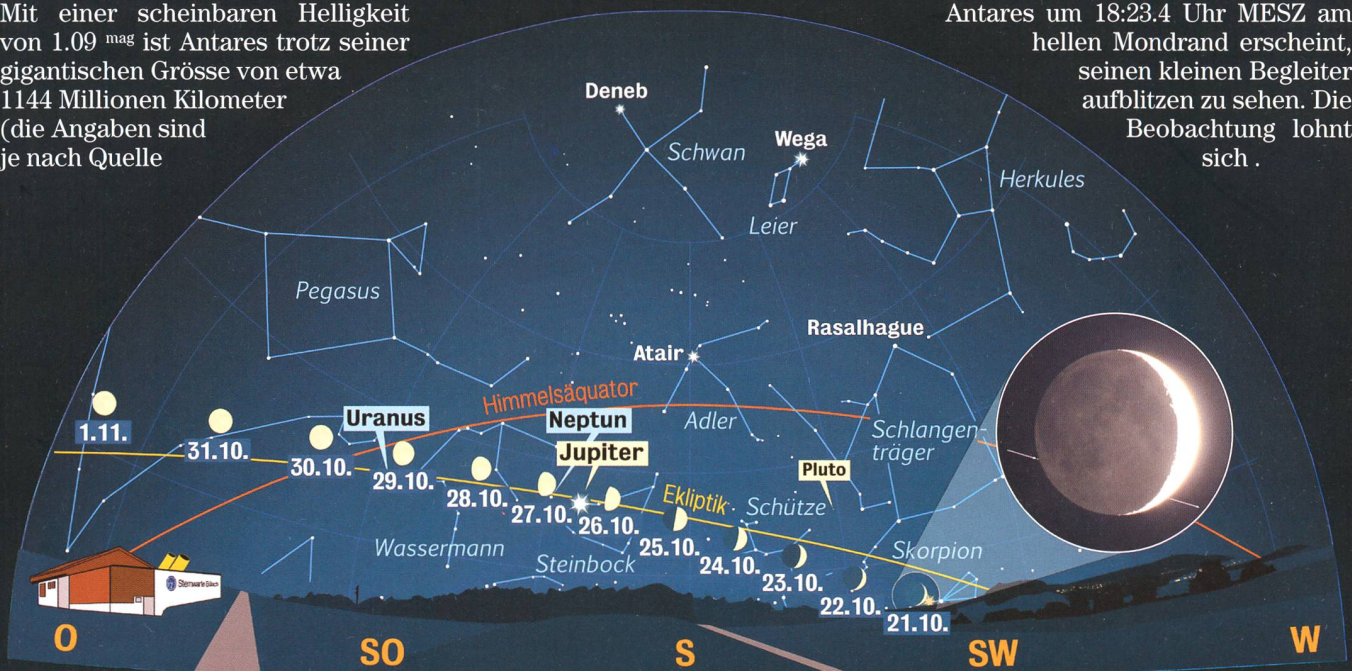 Mit einer scheinbaren Helligkeit
von 1.09 mag ist Antares trotz seiner
gigantischen Grösse von etwa
1144 Millionen Kilometer
(die Angaben sind
je nach Quelle
Antares um 18:23.4 Uhr MESZ am
hellen Mondrand erscheint,
seinen kleinen Begleiter
aufblitzen zu sehen. Die
Beobachtung lohnt
sich .
Deneb
Schwan
Wega
Leier
Herkules
Pegasus
Rasalhague
Atair
Himmelsäquator
Adler
Schlangen-
träger
Uranus
Neptun
Jupiter
Pluto
Ekliptik
Schütze
Skorpion
Wassermann
Steinbock
1.11.
31.10.
30.10.
29.10.
28.10.
27.10.
26.10.
25.10.
24.10.
23.10.
22.10.
21.10.
Sternwarte Bülach
O
SO
S
SW
W